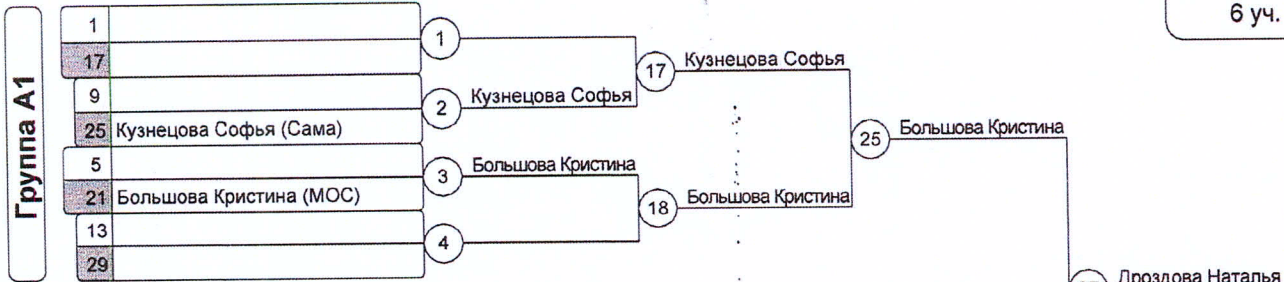 6 уч.
Группа А1
1
17
9
25 Кузнецова Софья (Сама)
5
21 Большова Кристина (МОС)
13
29
1
2 Кузнецова Софья
3 Большова Кристина
4
17 Кузнецова Софья
18 Большова Кристина
25 Большова Кристина
Дроздова Наталья